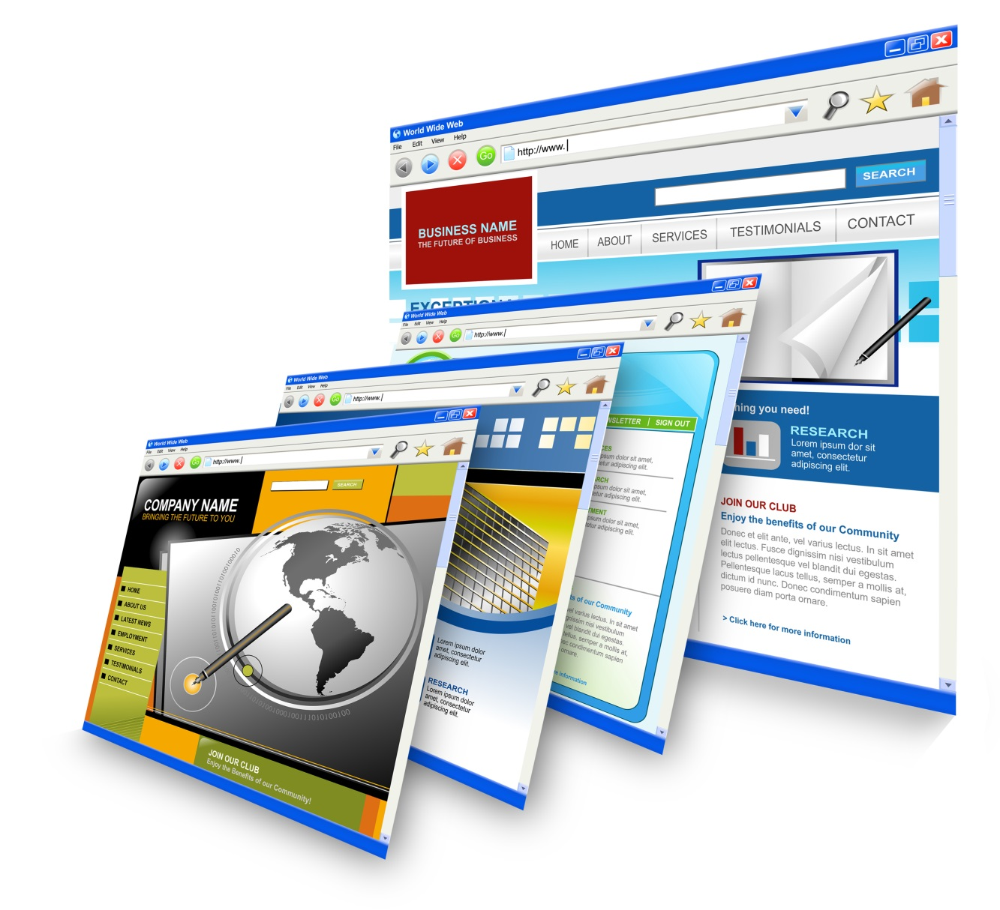 World Wide Web
File Edit View Help
Go
http://www.
SEARCH
BUSINESS NAME
THE FUTURE OF BUSINESS
HOME
ABOUT
SERVICES
TESTIMONIALS
CONTACT
hing you need!
RESEARCH
Lorem ipsum dor sit
amet, consectetur
adipiscing elit.
JOIN OUR CLUB
Enjoy the benefits of our Community
Donec et elit ante, vel varius lectus. In sit amet
elit lectus. Fusce dignissim nisi vestibulum
lectus pellentesque vel blandit dui egestas.
Pellentesque lacus tellus, semper a mollis at,
dictum id nunc. Donec condimentum sapien
posuere diam porta ornare.
> Click here for more information
World Wide Web
File Edit View Help
Go
http://www.
WSLETTER | SIGN OUT
CES
psum dolor sit amet,
tetur adipiscing elit.
RCH
psum dolor sit amet,
tetur adipiscing elit.
TMENT
psum dolor sit amet,
tetur adipiscing elit.
ts of our Community
vel varius lectus. In sit amet
gnissim nisi vestibulum
vel blandit dui egestas.
tellus, semper a mollis at,
ec condimentum sapien
ornare.
re information
World Wide Web
File Edit View Help
Go
http://www.
Lorem ipsum dolor
amet, consectetur
adipiscing elit.
RESEARCH
Lorem ipsum dolor
amet, consectetur
adipiscing elit.
World Wide Web
File Edit View Help
Go
http://www.
SEARCH
COMPANY NAME
BRINGING THE FUTURE TO YOU
HOME
ABOUT US
LATEST NEWS
EMPLOYMENT
SERVICES
TESTIMONIALS
CONTACT
JOIN OUR CLUB
Enjoy the Benefits of our Community!